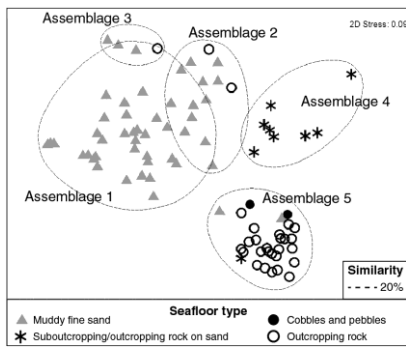 Assemblage 3
2D Stress: 0.09
Assemblage 2
Assemblage 4
Assemblage 1
Assemblage 5
Similarity
20%
Seafloor type
Muddy fine sand
Cobbles and pebbles
Suboutcropping/outcropping rock on sand
Outcropping rock